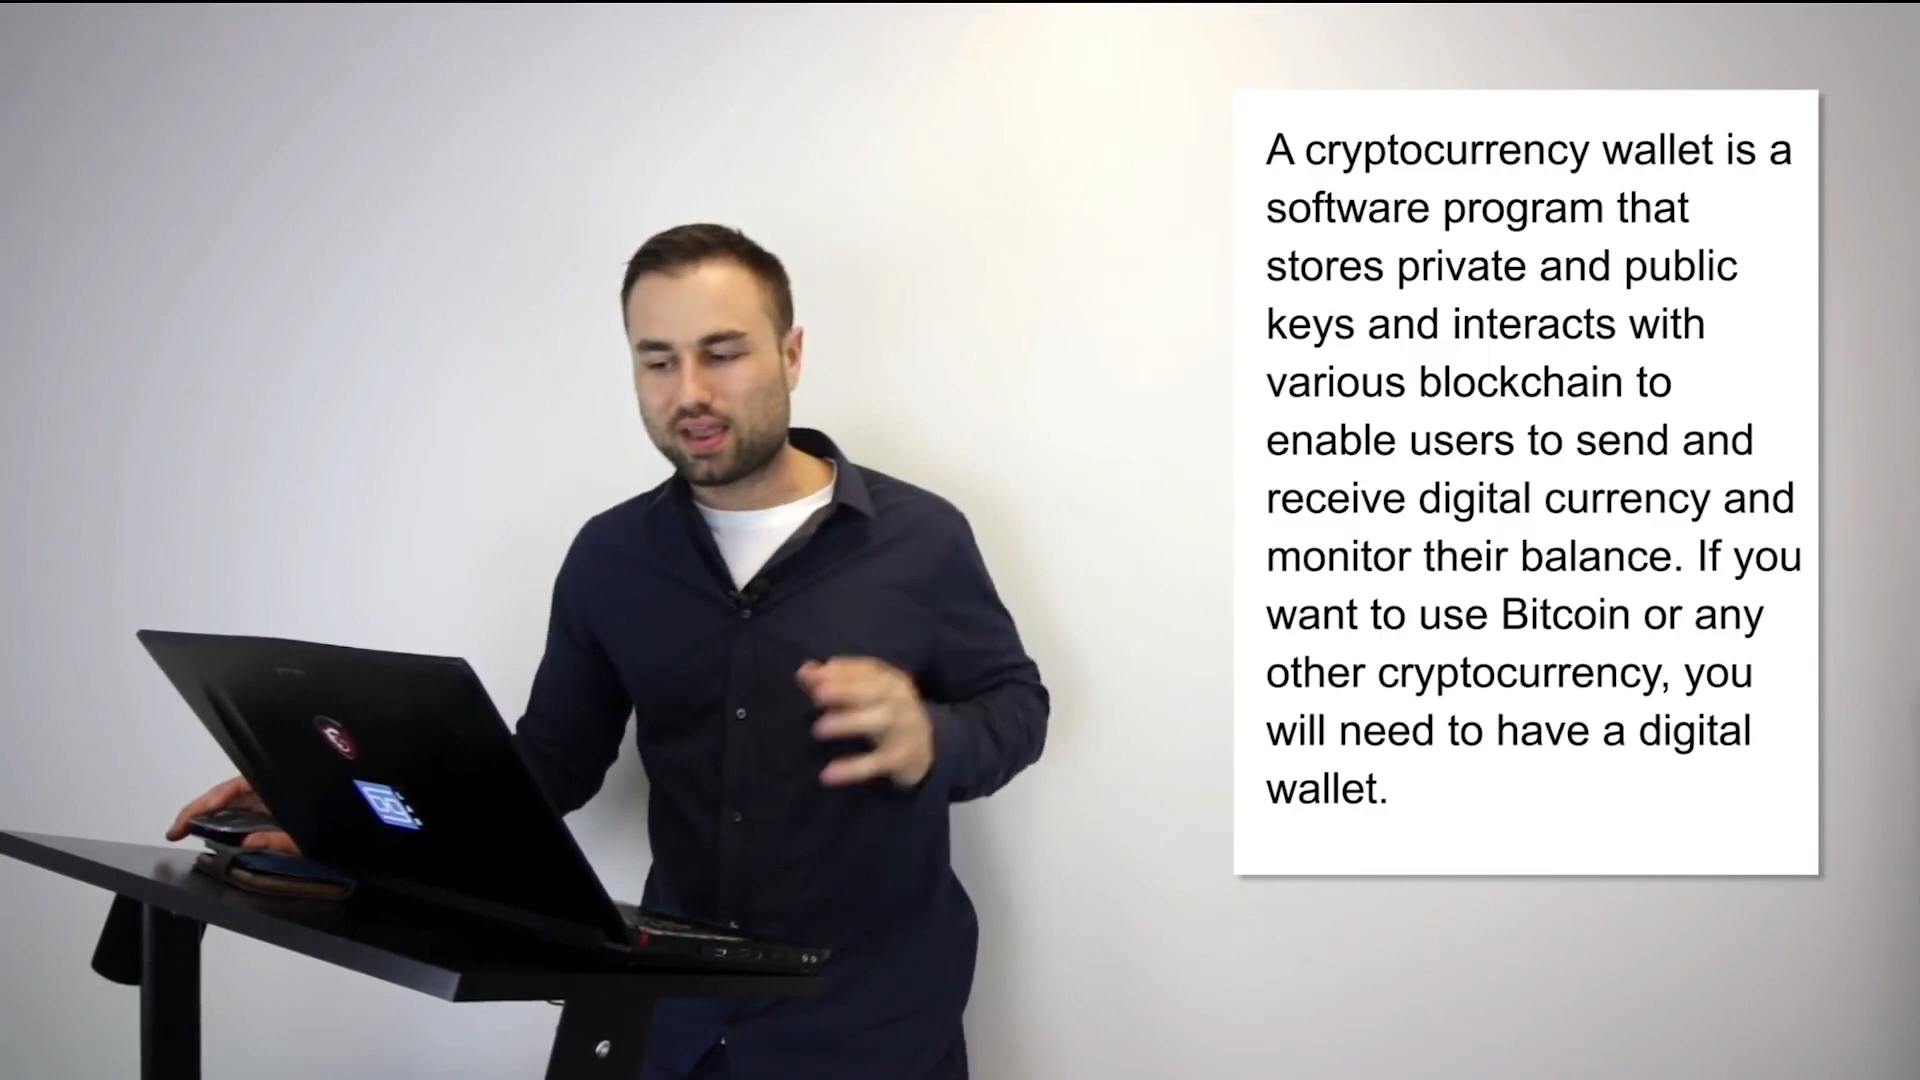 A cryptocurrency wallet is a
software program that
stores private and public
keys and interacts with
various blockchain to
enable users to send and
receive digital currency and
monitor their balance. If you
want to use Bitcoin or any
other cryptocurrency, you
will need to have a digital
wallet.